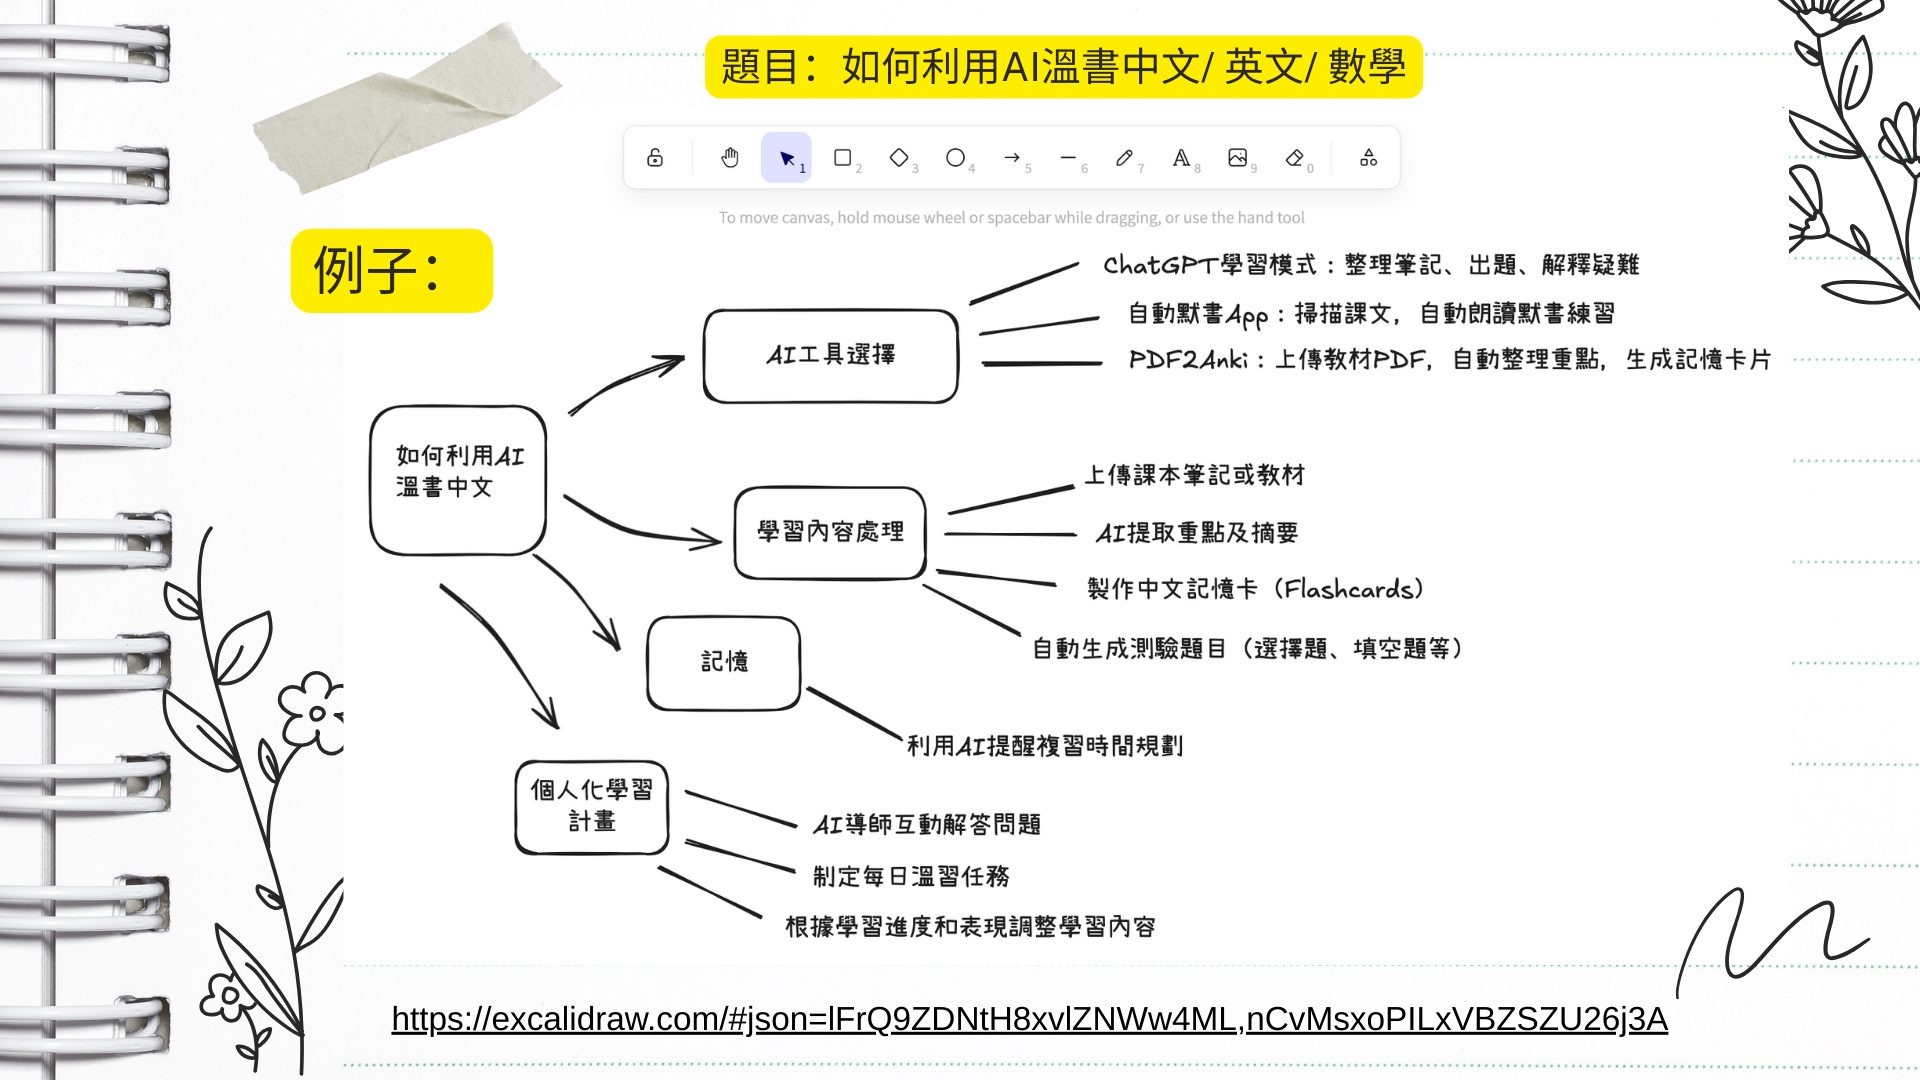 題目：如何利用AI溫書中文/ 英文/ 數學
1 2 3 4 5 6 7 8 9 0
To move canvas, hold mouse wheel or spacebar while dragging, or use the hand tool
例子：
ChatGPT學習模式：整理筆記、出題、解釋疑難
自動默書App：掃描課文，自動朗讀默書練習
AI工具選擇
PDF2Anki：上傳教材PDF，自動整理重點，生成記憶卡片
如何利用AI
溫書中文
上傳課本筆記或教材
學習內容處理
AI提取重點及摘要
製作中文記憶卡（Flashcards）
自動生成測驗題目（選擇題、填空題等）
記憶
利用AI提醒複習時間規劃
個人化學習
計畫
AI導師互動解答問題
制定每日溫習任務
根據學習進度和表現調整學習內容
https://excalidraw.com/#json=lFrQ9ZDNtH8xvlZNWw4ML,nCvMsxoPILxVBZSZU26j3A